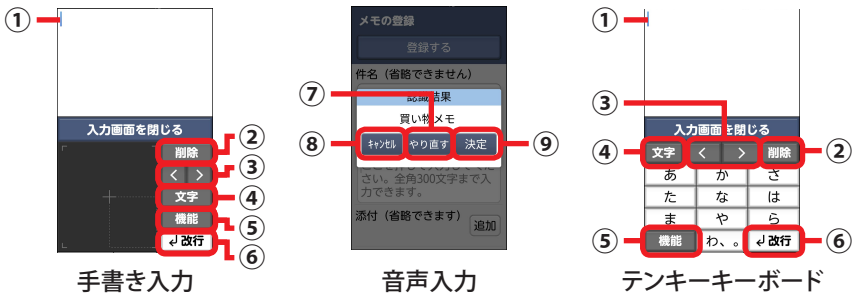 ①
入力画面を閉じる
削除
②
< >
③
文字
④
機能
⑤
改行
⑥
手書き入力
メモの登録
登録する
件名（省略できません）
⑦
認識結果
買い物メモ
⑧
ｷｬﾝｾﾙ
やり直す
決定
⑨
さい。全角300文字まで入
力できます。
添付（省略できます）
追加
音声入力
①
③
入力画面を閉じる
④
文字
< >
削除
②
あ か さ
た な は
ま や ら
⑤
機能
わ、。
改行
⑥
テンキーキーボード